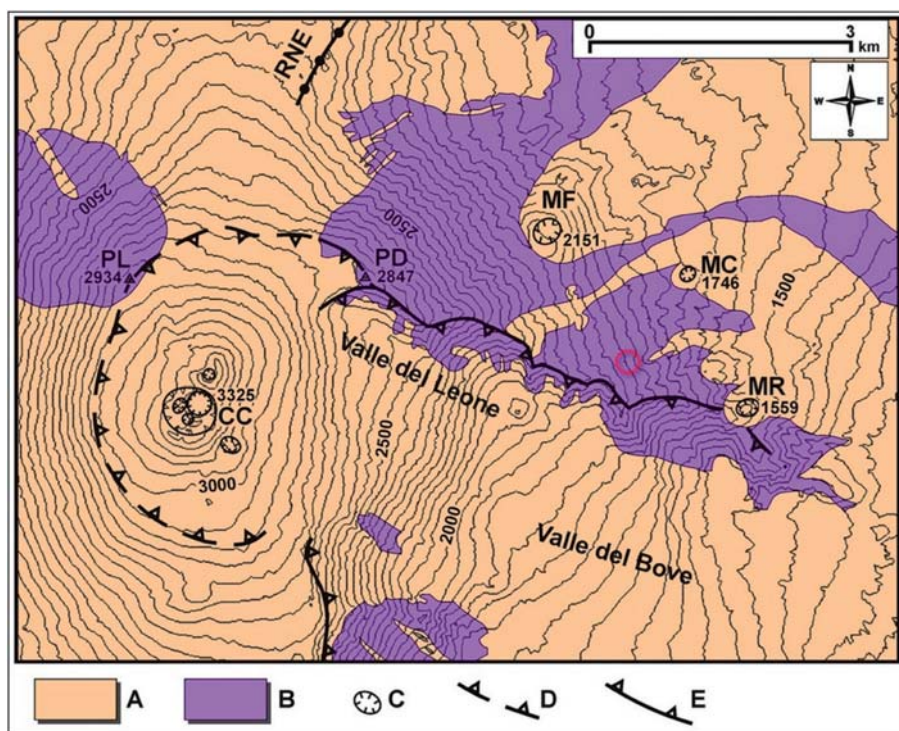 RNE
0 3
km
N
W E
S
2500
2500
MF
2151
PL
2934
PD
2847
MC
1746
1500
Valle del Leone
3325
CC
MR
1559
2500
3000
2000
Valle del Bove
A B C D E